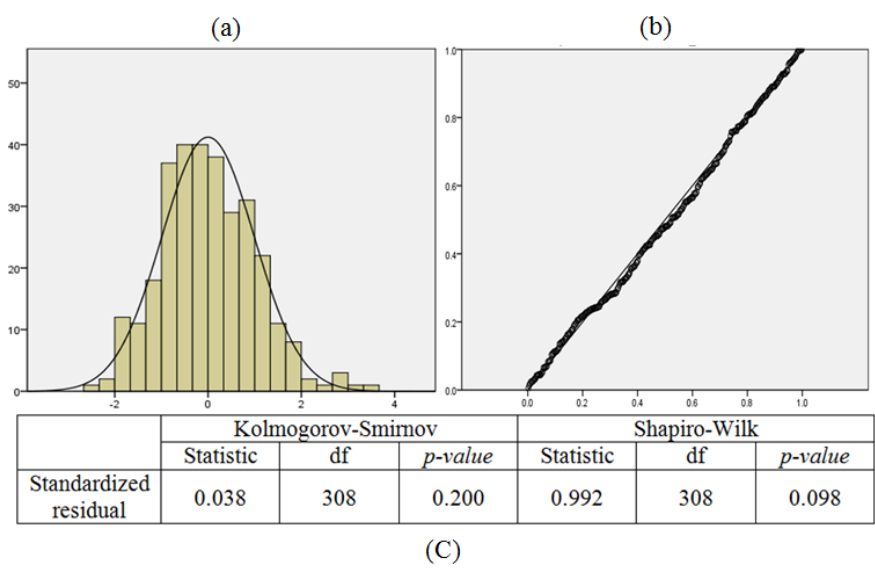 (a)
(b)
50
40
30
20
10
0
-2 0 2 4
1.0
0.8
0.6
0.4
0.2
0.0
0.0 0.2 0.4 0.6 0.8 1.0
Kolmogorov-Smirnov Shapiro-Wilk
Statistic df p-value Statistic df p-value
Standardized
residual
0.038 308 0.200 0.992 308 0.098
(C)